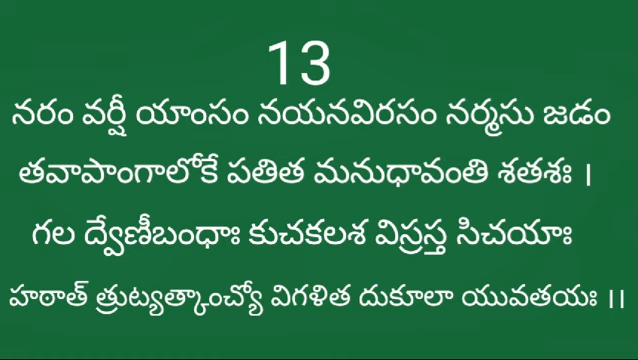 13
నరం వర్షీ యాంసం నయనవిరసం నర్మసు జడం
తవాపాంగాలోకే పతిత మనుధావంతి శతశః ।
గల ద్వేణీబంధాః కుచకలశ విస్రస్త సిచయాః
హఠాత్ త్రుట్యత్కాంచ్యో విగళిత దుకూలా యువతయః ।।